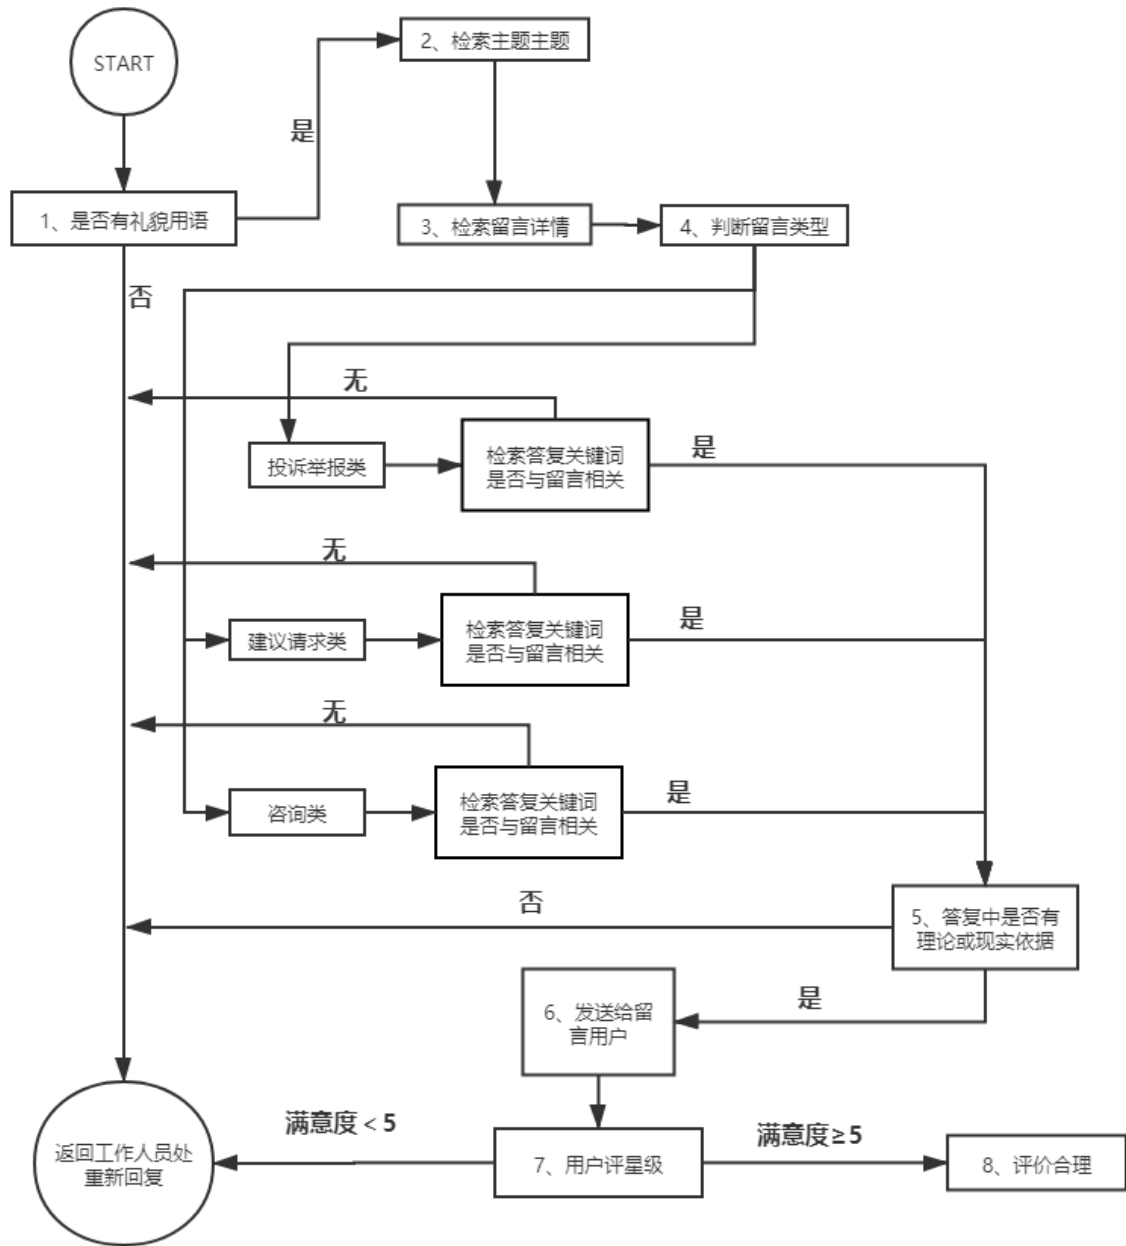 START
2、检索主题主题
是
1、是否有礼貌用语
3、检索留言详情
4、判断留言类型
否
无
投诉举报类
检索答复关键词
是否与留言相关
是
无
建议请求类
检索答复关键词
是否与留言相关
是
无
咨询类
检索答复关键词
是否与留言相关
是
否
5、答复中是否有
理论或现实依据
6、发送给留
言用户
是
满意度<5
满意度≥5
返回工作人员处
重新回复
7、用户评星级
8、评价合理